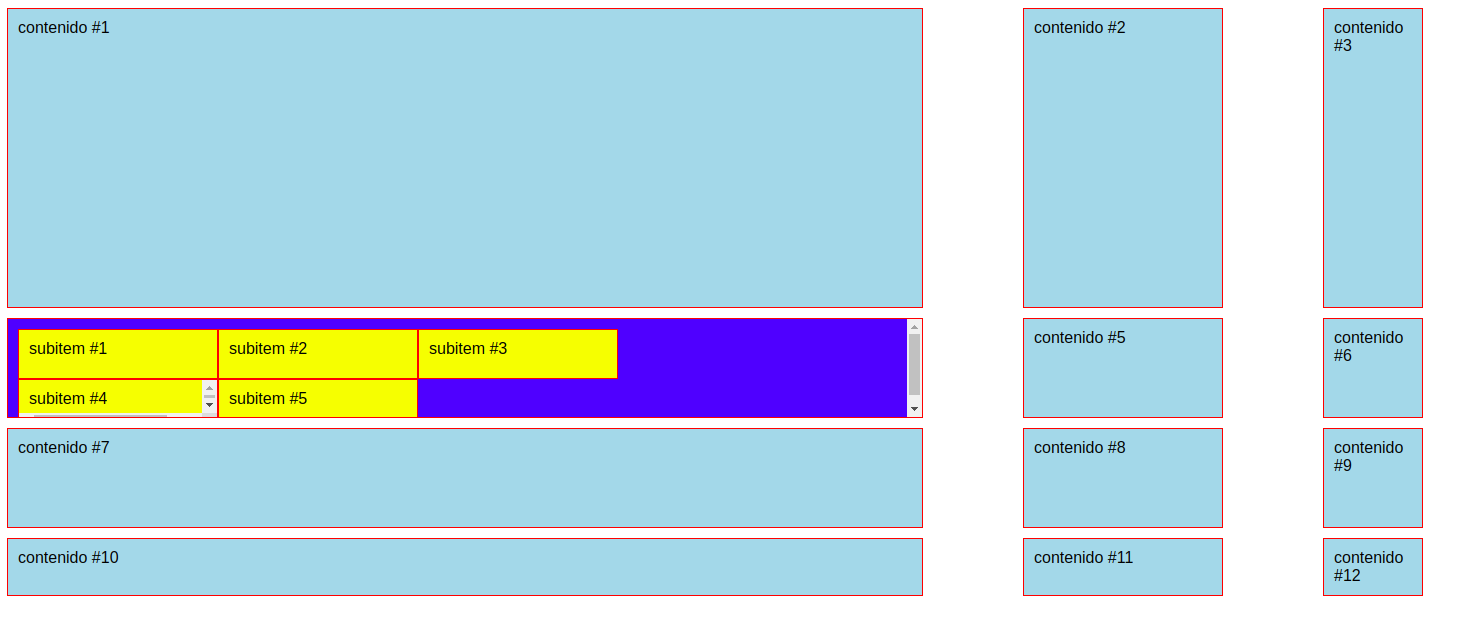 contenido #1
contenido #2
contenido
#3
subitem #1
subitem #2
subitem #3
subitem #4
subitem #5
contenido #5
contenido
#6
contenido #7
contenido #8
contenido
#9
contenido #10
contenido #11
contenido
#12